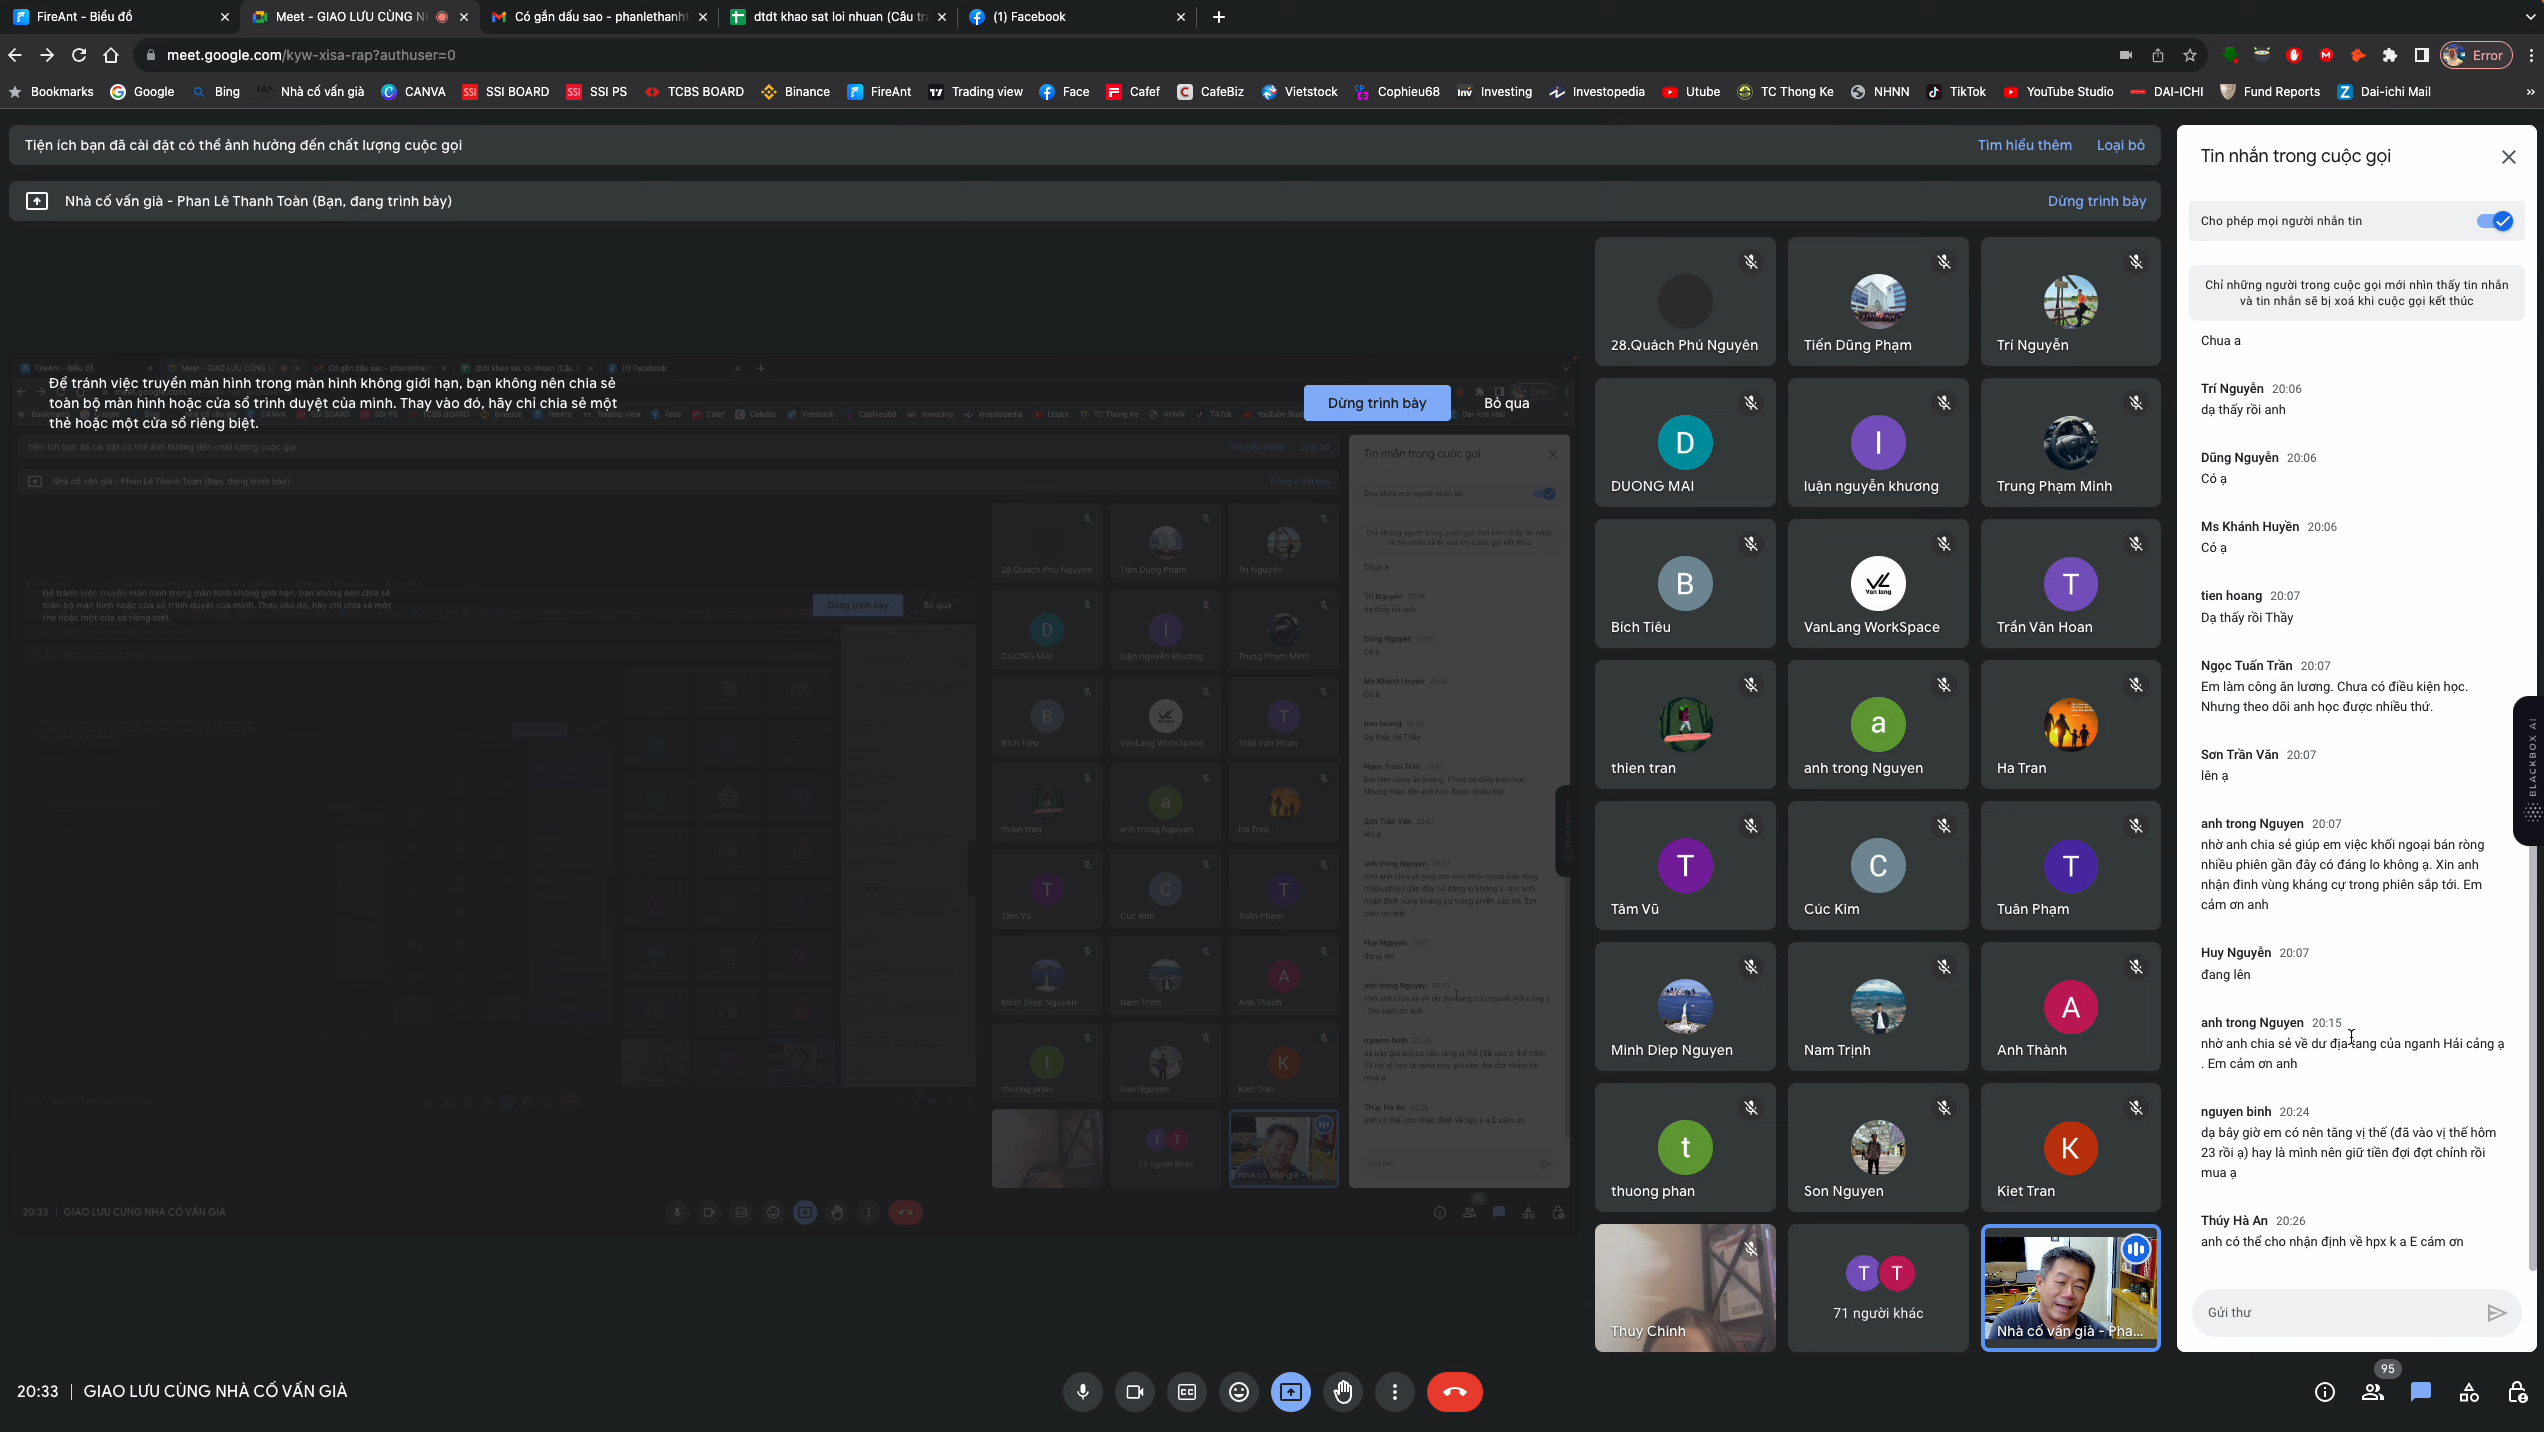 FireAnt - Biểu đồ
Meet - GIAO LƯU CÙNG N
Có gắn dấu sao - phanlethanh
dtdt khao sat loi nhuan (Câu tr
(1) Facebook
meet.google.com/kyw-xisa-rap?authuser=0
Error
Bookmarks
Google
Bing
Nhà cố vấn già
CANVA
SSI BOARD
SSI PS
TCBS BOARD
Binance
FireAnt
Trading view
Face
Cafef
CafeBiz
Vietstock
Cophieu68
Investing
Investopedia
Utube
TC Thong Ke
NHNN
TikTok
YouTube Studio
DAI-ICHI
Fund Reports
Dai-ichi Mail
Tiện ích bạn đã cài đặt có thể ảnh hưởng đến chất lượng cuộc gọi
Tìm hiểu thêm
Loại bỏ
Nhà cố vấn già - Phan Lê Thanh Toàn (Bạn, đang trình bày)
Dừng trình bày
Để tránh việc truyền màn hình trong màn hình không giới hạn, bạn không nên chia sẻ
toàn bộ màn hình hoặc cửa sổ trình duyệt của mình. Thay vào đó, hãy chỉ chia sẻ một
thẻ hoặc một cửa sổ riêng biệt.
Dừng trình bày
Bỏ qua
28.Quách Phú Nguyên
Tiến Dũng Phạm
Trí Nguyễn
D
DUONG MAI
l
luận nguyễn khương
Trung Phạm Minh
B
Bích Tiêu
Van lang
VanLang WorkSpace
T
Trần Văn Hoan
thien tran
a
anh trong Nguyen
Ha Tran
T
Tâm Vũ
C
Cúc Kim
T
Tuân Phạm
Minh Diep Nguyen
Nam Trịnh
A
Anh Thành
t
thuong phan
Son Nguyen
K
Kiet Tran
Thuy Chinh
T T
71 người khác
Nhà cố vấn già - Pha...
Tin nhắn trong cuộc gọi
Cho phép mọi người nhắn tin
Chỉ những người trong cuộc gọi mới nhìn thấy tin nhắn
và tin nhắn sẽ bị xoá khi cuộc gọi kết thúc
Chua a
Trí Nguyễn 20:06
dạ thấy rồi anh
Dũng Nguyễn 20:06
Có ạ
Ms Khánh Huyền 20:06
Có ạ
tien hoang 20:07
Dạ thấy rồi Thầy
Ngọc Tuấn Trần 20:07
Em làm công ăn lương. Chưa có điều kiện học.
Nhưng theo dõi anh học được nhiều thứ.
Sơn Trần Văn 20:07
lên ạ
anh trong Nguyen 20:07
nhờ anh chia sẻ giúp em việc khối ngoại bán ròng
nhiều phiên gần đây có đáng lo không ạ. Xin anh
nhận đinh vùng kháng cự trong phiên sắp tới. Em
cảm ơn anh
Huy Nguyễn 20:07
đang lên
anh trong Nguyen 20:15
nhờ anh chia sẻ về dư địa tang của nganh Hải cảng ạ
. Em cảm ơn anh
nguyen binh 20:24
dạ bây giờ em có nên tăng vị thế (đã vào vị thế hôm
23 rồi ạ) hay là mình nên giữ tiền đợi đợt chỉnh rồi
mua ạ
Thúy Hà An 20:26
anh có thể cho nhận định về hpx k a E cám ơn
Gửi thư
BLACKBOX AI
20:33 | GIAO LƯU CÙNG NHÀ CỐ VẤN GIÀ
95